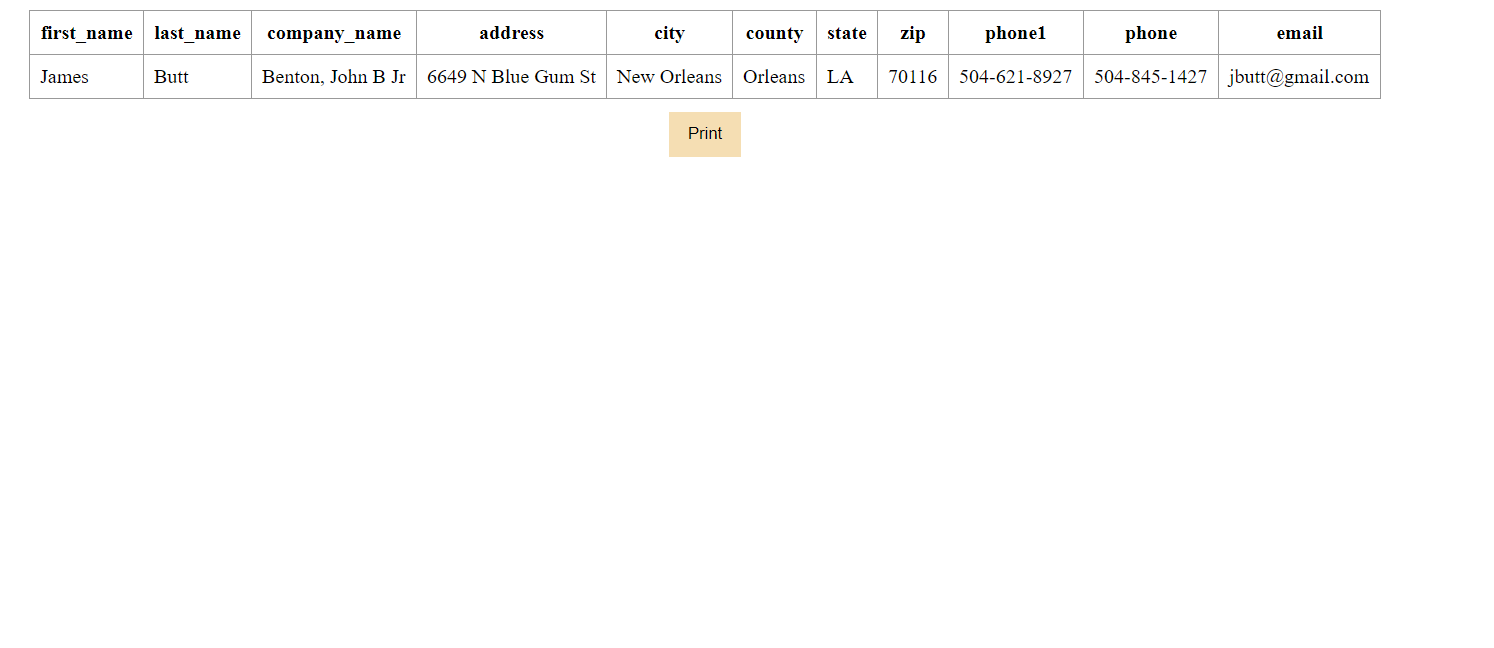 first_name last_name company_name address city county state zip phone1 phone email
James Butt Benton, John B Jr 6649 N Blue Gum St New Orleans Orleans LA 70116 504-621-8927 504-845-1427 jbutt@gmail.com
Print